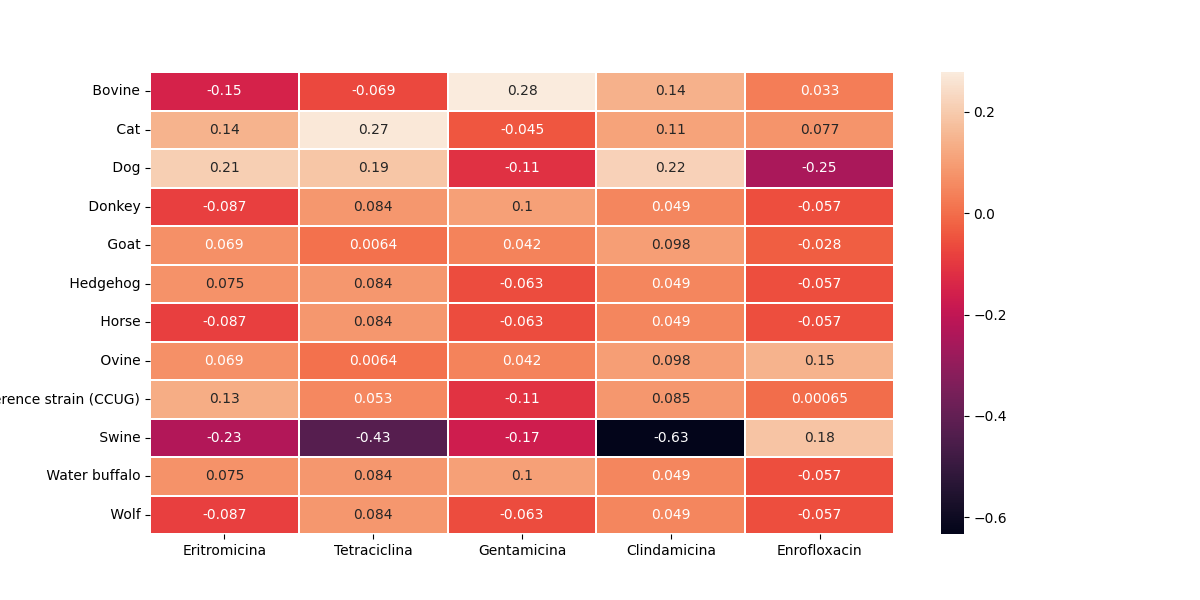 Bovine -0.15 -0.069 0.28 0.14 0.033
Cat 0.14 0.27 -0.045 0.11 0.077
Dog 0.21 0.19 -0.11 0.22 -0.25
Donkey -0.087 0.084 0.1 0.049 -0.057
Goat 0.069 0.0064 0.042 0.098 -0.028
Hedgehog 0.075 0.084 -0.063 0.049 -0.057
Horse -0.087 0.084 -0.063 0.049 -0.057
Ovine 0.069 0.0064 0.042 0.098 0.15
erence strain (CCUG) 0.13 0.053 -0.11 0.085 0.00065
Swine -0.23 -0.43 -0.17 -0.63 0.18
Water buffalo 0.075 0.084 0.1 0.049 -0.057
Wolf -0.087 0.084 -0.063 0.049 -0.057
Eritromicina Tetraciclina Gentamicina Clindamicina Enrofloxacin
0.2
0.0
−0.2
−0.4
−0.6